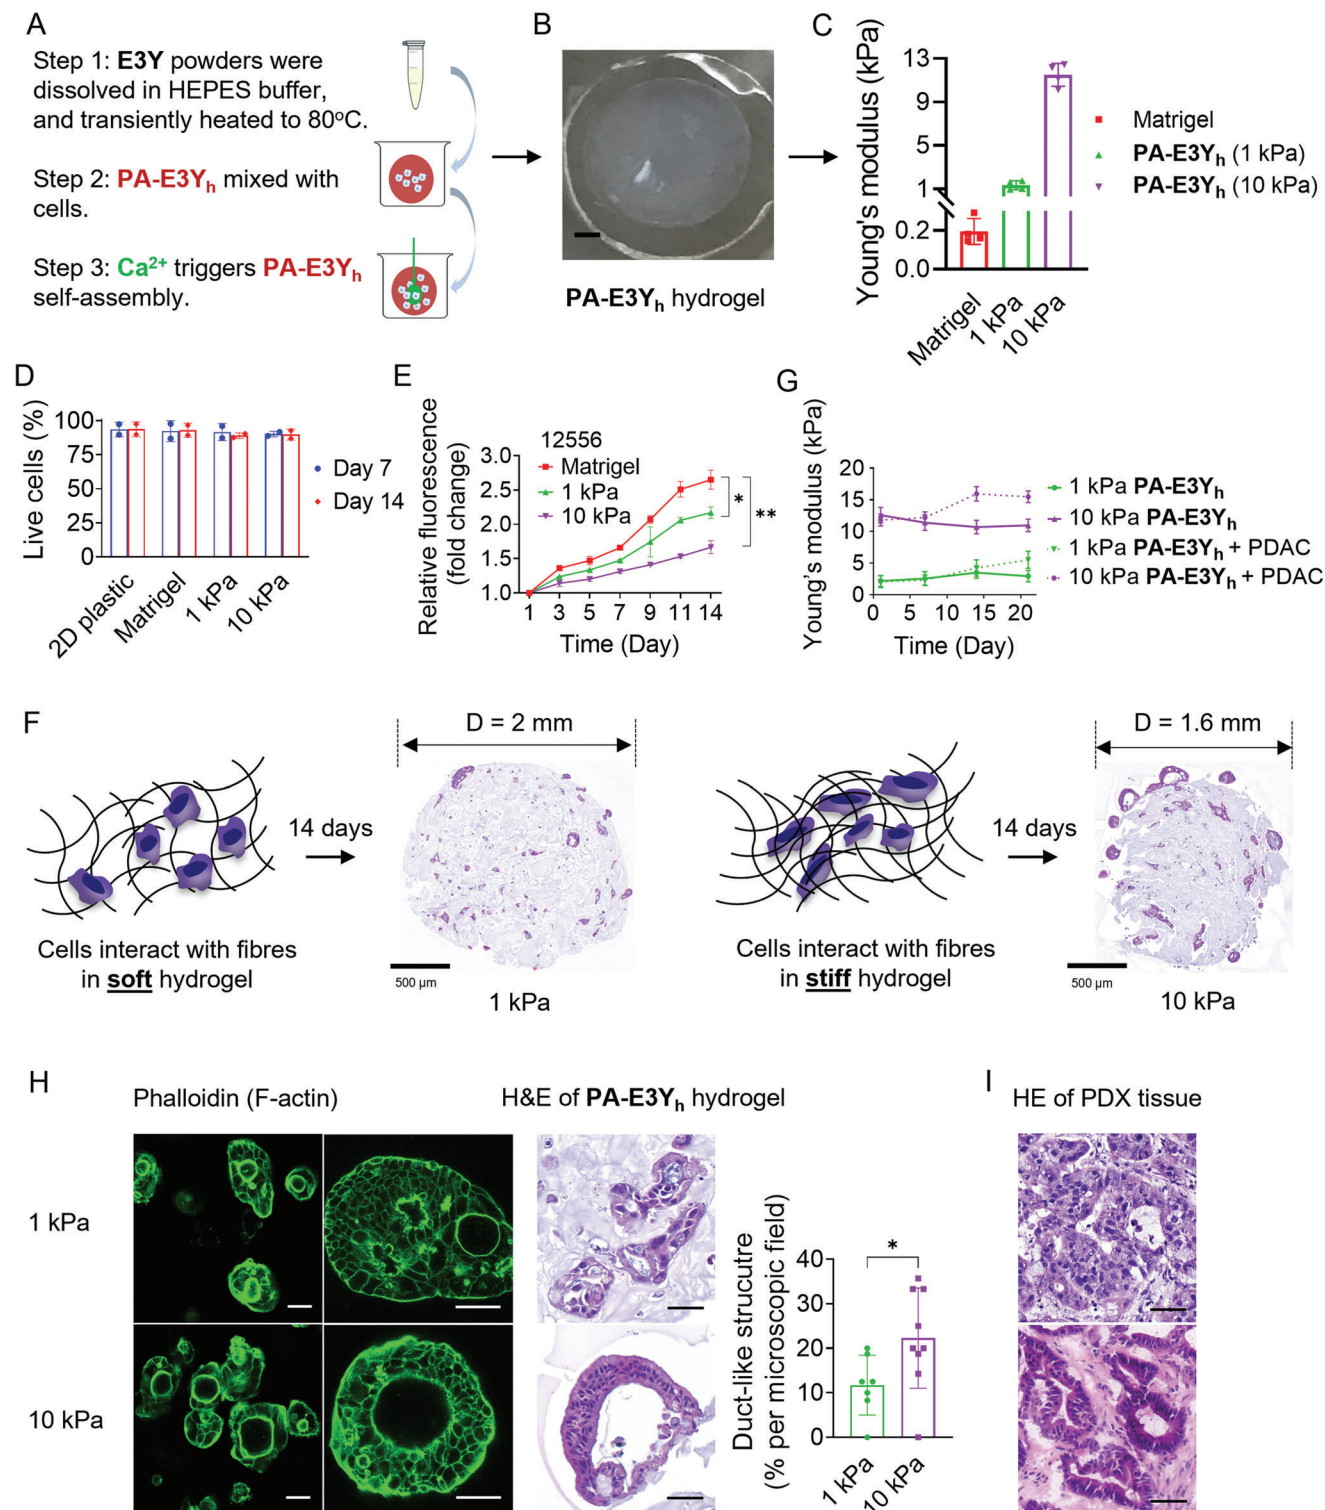 A
Step 1: E3Y powders were
dissolved in HEPES buffer,
and transiently heated to 80°C.
Step 2: PA-E3Yh mixed with
cells.
Step 3: Ca2+ triggers PA-E3Yh
self-assembly.
B
PA-E3Yh hydrogel
C
Young's modulus (kPa)
13
9
5
1
0.2
0.0
Matrigel
1 kPa
10 kPa
Matrigel
PA-E3Yh (1 kPa)
PA-E3Yh (10 kPa)
D
Live cells (%)
100
75
50
25
0
2D plastic
Matrigel
1 kPa
10 kPa
Day 7
Day 14
E
Relative fluorescence
(fold change)
12556
Matrigel
1 kPa
10 kPa
3.0
2.5
2.0
1.5
1.0
1 3 5 7 9 11 14
Time (Day)
*
**
G
Young's modulus (kPa)
20
15
10
5
0
0 5 10 15 20
Time (Day)
1 kPa PA-E3Yh
10 kPa PA-E3Yh
1 kPa PA-E3Yh + PDAC
10 kPa PA-E3Yh + PDAC
F
Cells interact with fibres
in soft hydrogel
14 days
D = 2 mm
500 µm
1 kPa
Cells interact with fibres
in stiff hydrogel
14 days
D = 1.6 mm
500 µm
10 kPa
H
Phalloidin (F-actin)
H&E of PA-E3Yh hydrogel
1 kPa
10 kPa
Duct-like strucutre
(% per microscopic field)
40
30
20
10
0
*
1 kPa
10 kPa
I
HE of PDX tissue